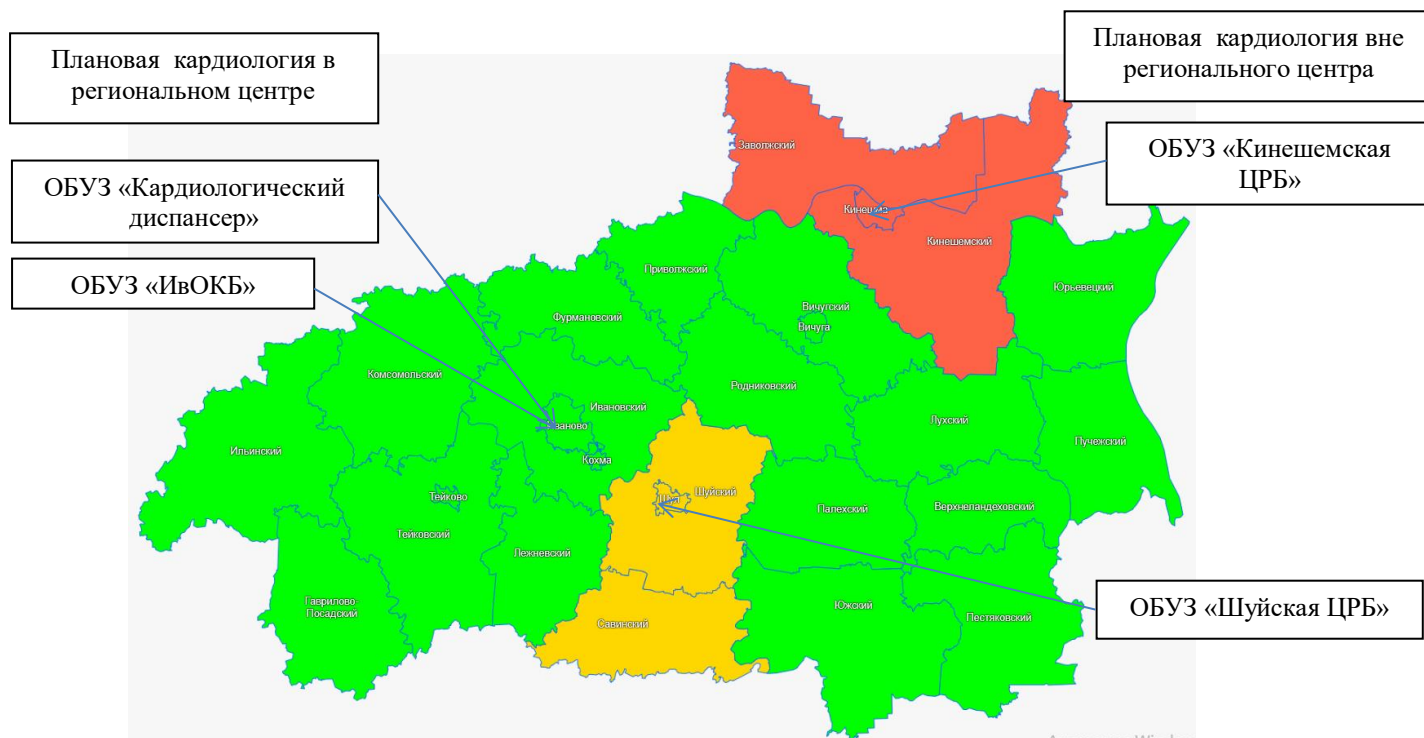 Плановая кардиология в
региональном центре
Плановая кардиология вне
регионального центра
ОБУЗ «Кардиологический
диспансер»
ОБУЗ «ИвОКБ»
ОБУЗ «Кинешемская
ЦРБ»
ОБУЗ «Шуйская ЦРБ»
Заволжский
Кинешма
Кинешемский
Юрьевецкий
Приволжский
Вичугский
Вичуга
Фурмановский
Комсомольский
Родниковский
Ивановский
Иваново
Кохма
Лухский
Пучежский
Ильинский
Тейково
Тейковский
Шуйский
Палехский
Верхнеландеховский
Лежневский
Гаврилово-
Посадский
Савинский
Южский
Пестяковский